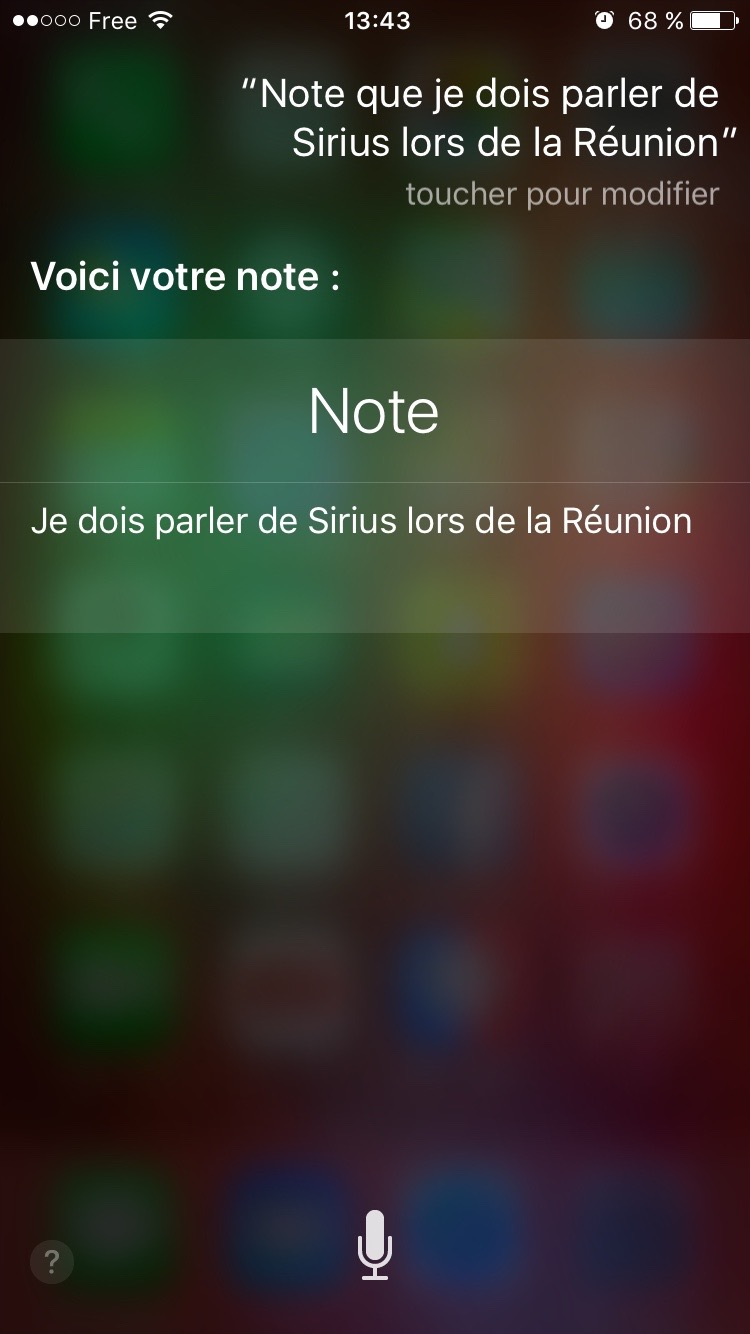 Free 13:43 68 %
“Note que je dois parler de
Sirius lors de la Réunion”
toucher pour modifier
Voici votre note :
Note
Je dois parler de Sirius lors de la Réunion
?